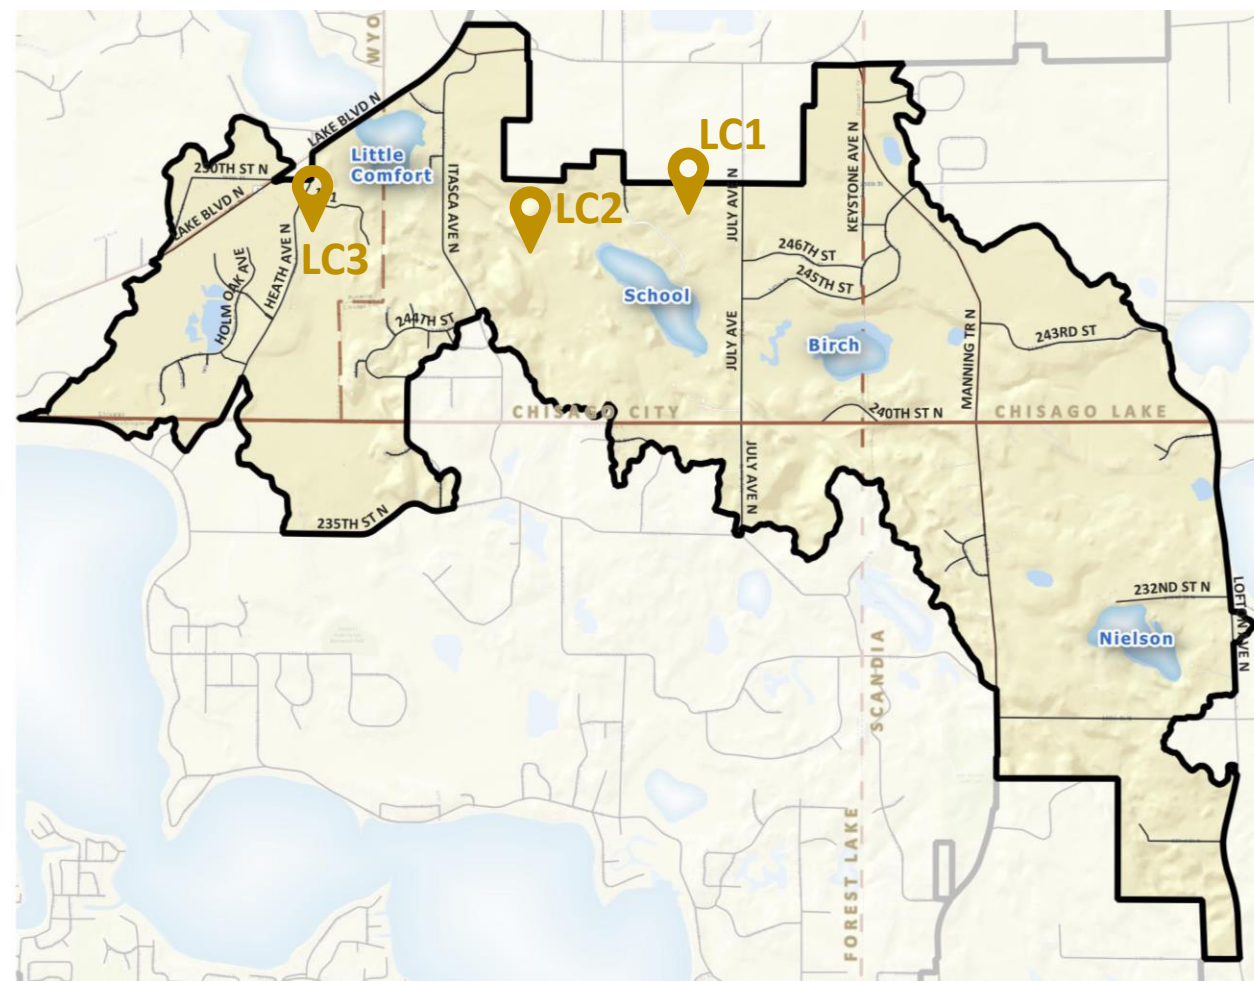 WYO
LAKE BLVD N
LC1
Little
Comfort
230TH ST N
ITASCA AVE N
KEYSTONE AVE N
JULY AVE N
LC2
LAKE BLVD N
LC3
HEATH AVE N
HOLM OAK AVE
246TH ST
245TH ST
School
244TH ST
JULY AVE
Birch
MANNING TR N
243RD ST
CHISAGO CITY
240TH ST N
CHISAGO LAKE
JULY AVE N
235TH ST N
232ND ST N
Nielson
LOFTON AVE N
SCANDIA
FOREST LAKE